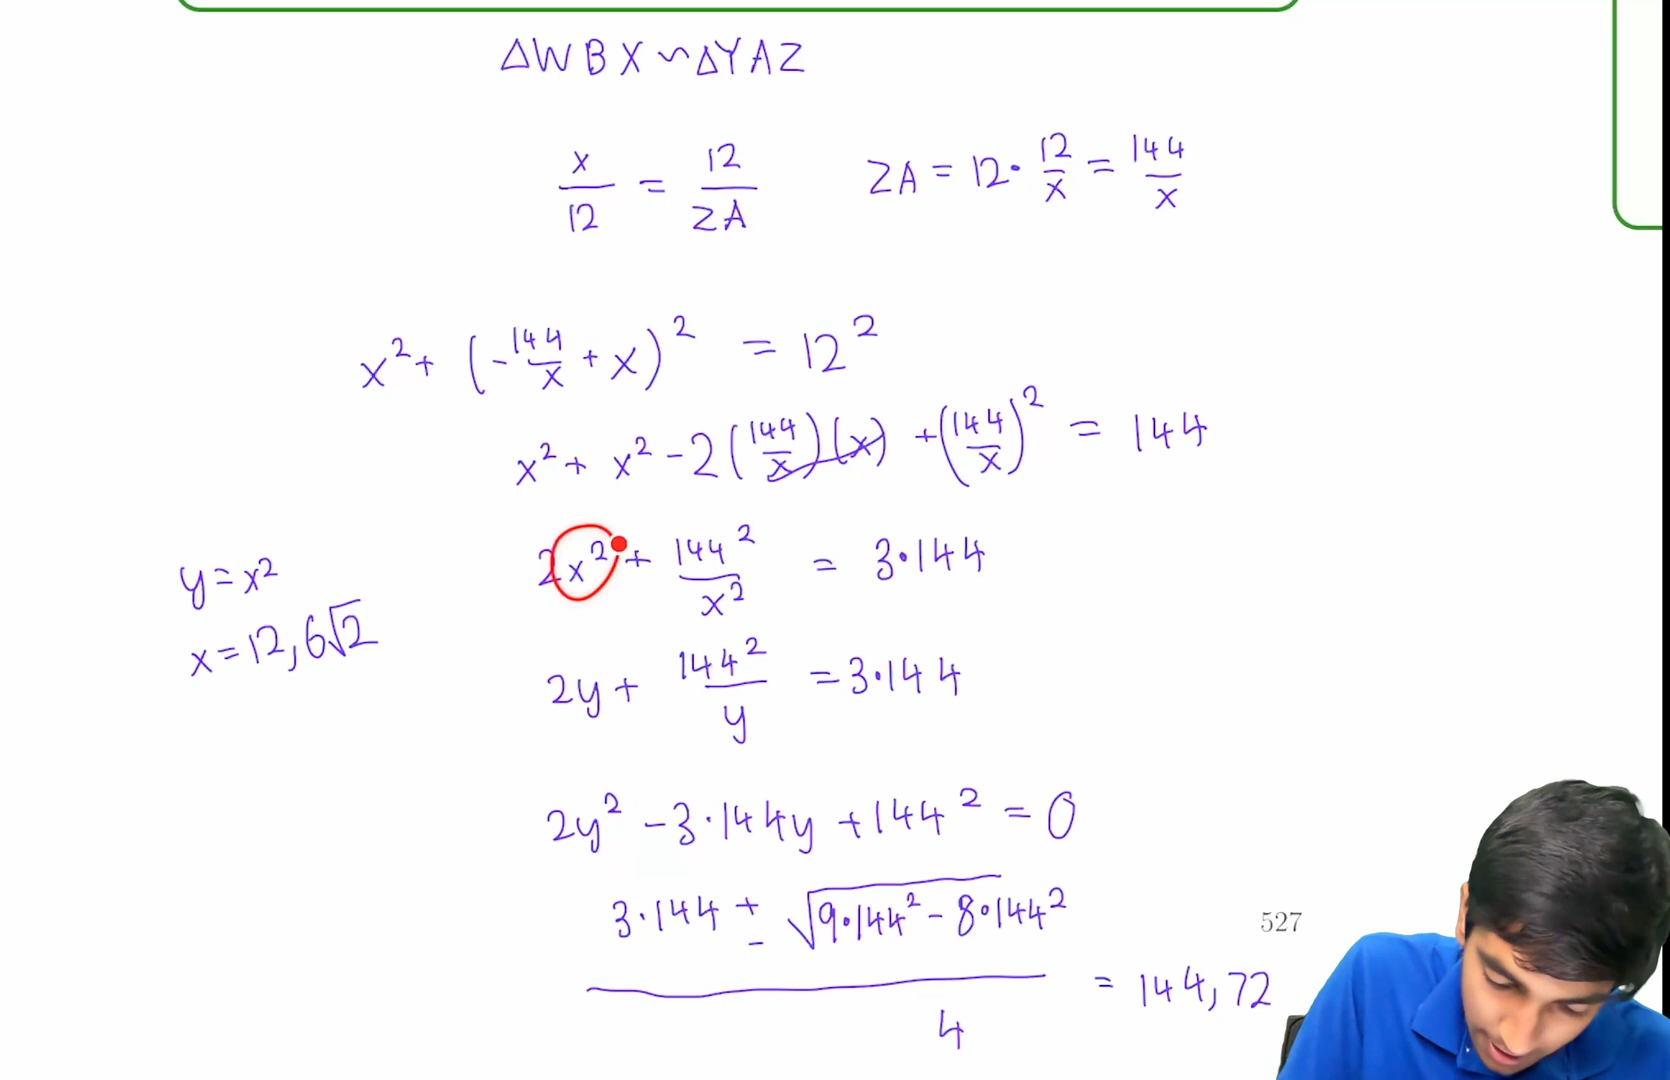 △WBX ~ △YAZ
x/12 = 12/ZA    ZA = 12 · 12/x = 144/x
x² + (-144/x + x)² = 12²
x² + x² - 2(144/x)(x) + (144/x)² = 144
2x² + 144²/x² = 3·144
y = x²
x = 12, 6√2
2y + 144²/y = 3·144
2y² - 3·144y + 144² = 0
(3·144 ± √(9·144² - 8·144²))/4 = 144, 72
527